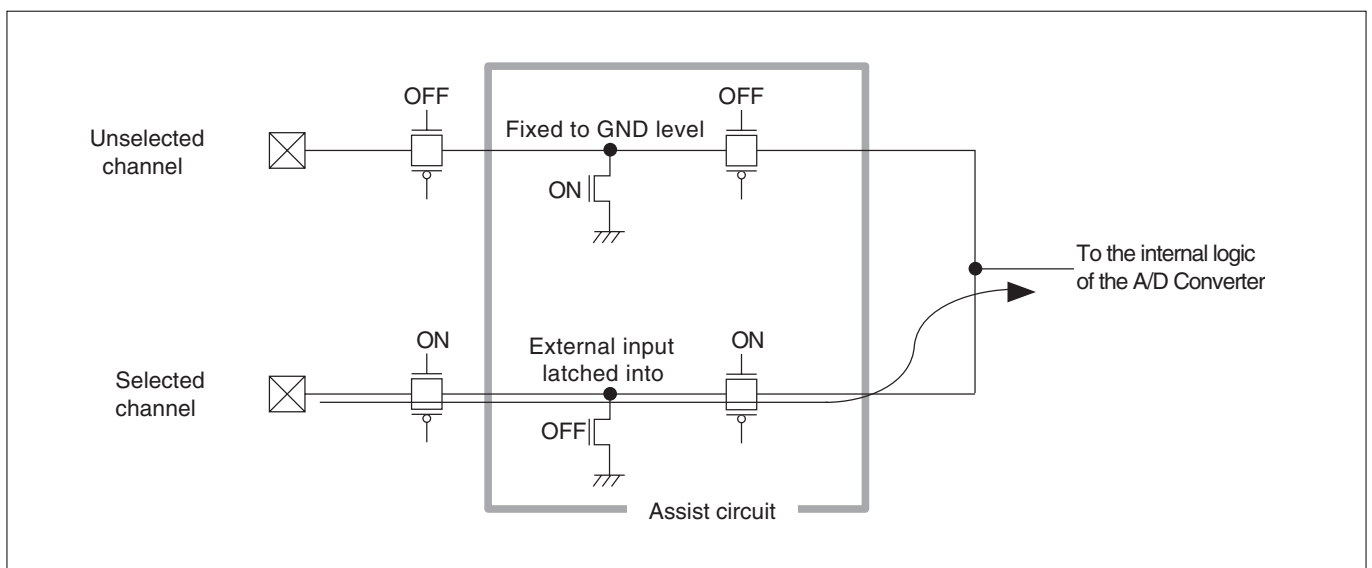 OFF
OFF
Unselected
channel
Fixed to GND level
ON
To the internal logic
of the A/D Converter
ON
ON
Selected
channel
External input
latched into
OFF
Assist circuit